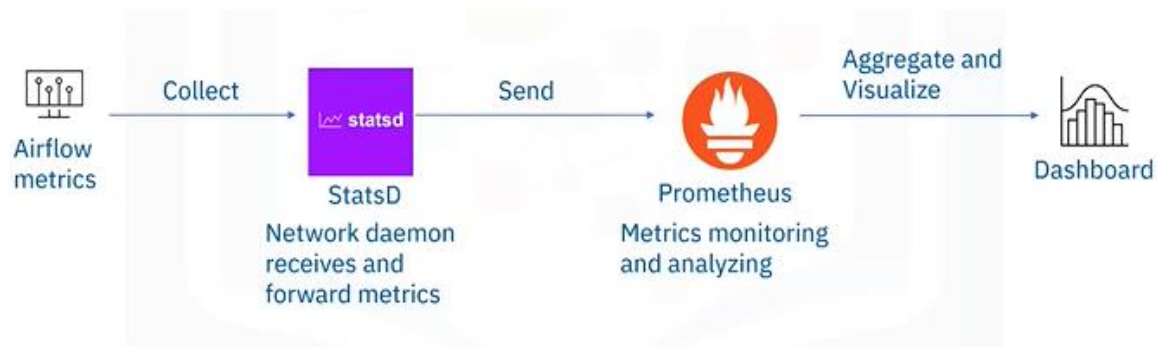 Airflow
metrics
Collect
statsd
StatsD
Network daemon
receives and
forward metrics
Send
Prometheus
Metrics monitoring
and analyzing
Aggregate and
Visualize
Dashboard